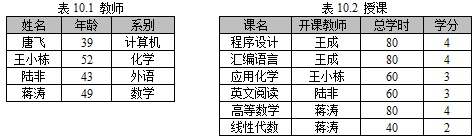 表 10.1 教师
姓名 年龄 系别
唐飞 39 计算机
王小栋 52 化学
陆非 43 外语
蒋涛 49 数学
表 10.2 授课
课名 开课教师 总学时 学分
程序设计 王成 80 4
汇编语言 王成 80 4
应用化学 王小栋 60 3
英文阅读 陆非 60 3
高等数学 蒋涛 80 4
线性代数 蒋涛 40 2